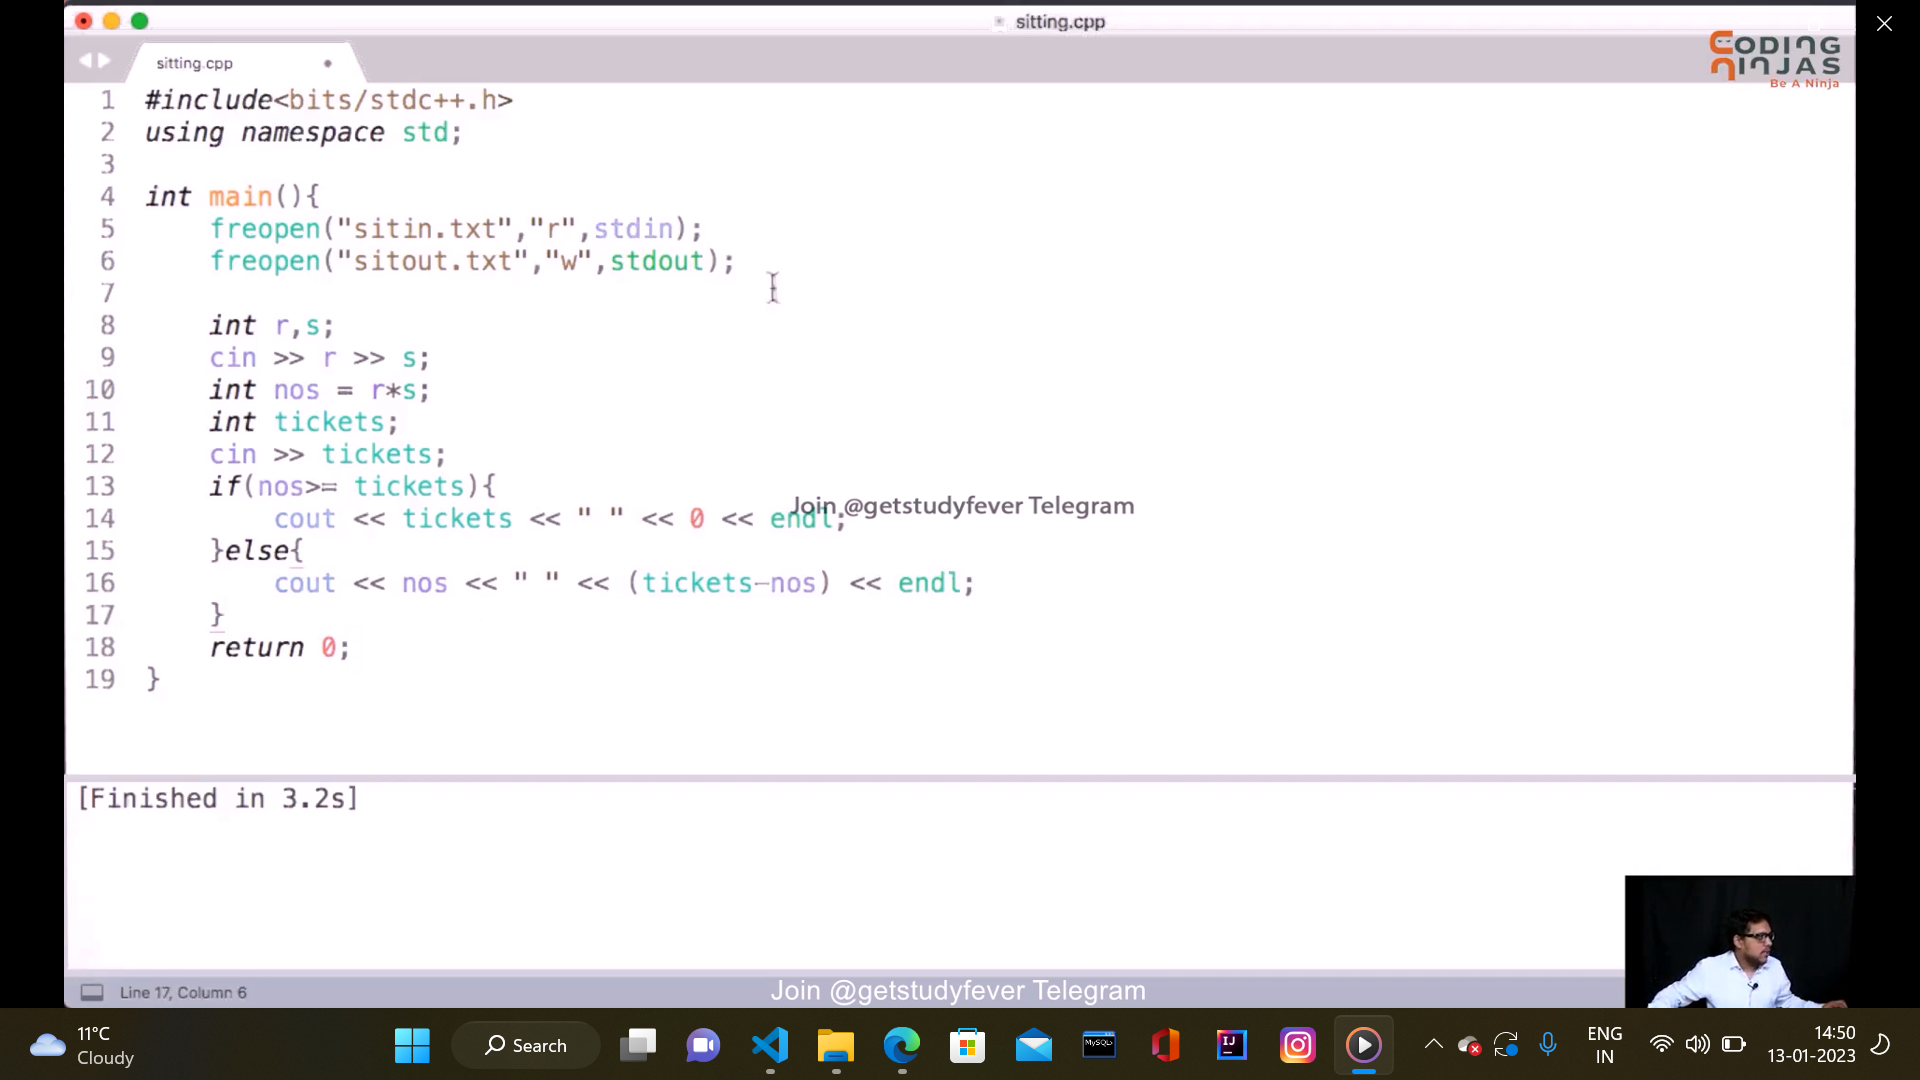 sitting.cpp
CODING
NINJAS
Be A Ninja
sitting.cpp
1 #include<bits/stdc++.h>
2 using namespace std;
3
4 int main(){
5 freopen("sitin.txt","r",stdin);
6 freopen("sitout.txt","w",stdout);
7
8 int r,s;
9 cin >> r >> s;
10 int nos = r*s;
11 int tickets;
12 cin >> tickets;
13 if(nos>= tickets){
14 cout << tickets << " " << 0 << endl;
Join @getstudyfever Telegram
15 }else{
16 cout << nos << " " << (tickets-nos) << endl;
17 }
18 return 0;
19 }
[Finished in 3.2s]
Line 17, Column 6
Join @getstudyfever Telegram
11°C
Cloudy
Search
MySQL
IJ
ENG
IN
14:50
13-01-2023